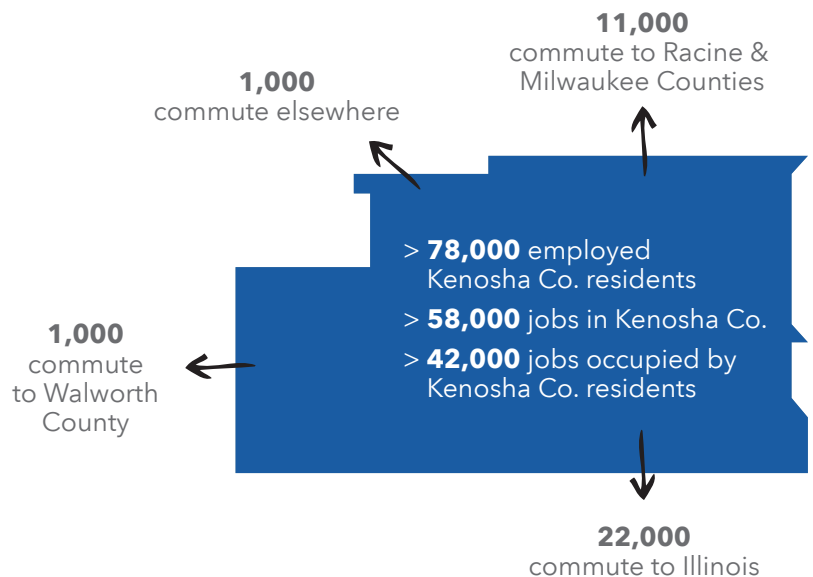 11,000
commute to Racine &
Milwaukee Counties
1,000
commute elsewhere
> 78,000 employed
Kenosha Co. residents
> 58,000 jobs in Kenosha Co.
> 42,000 jobs occupied by
Kenosha Co. residents
1,000
commute
to Walworth
County
22,000
commute to Illinois